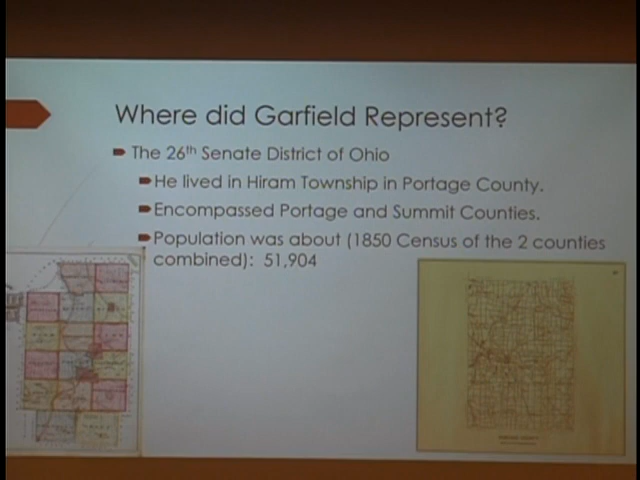 Where did Garfield Represent?
The 26th Senate District of Ohio
He lived in Hiram Township in Portage County.
Encompassed Portage and Summit Counties.
Population was about (1850 Census of the 2 counties
combined): 51,904